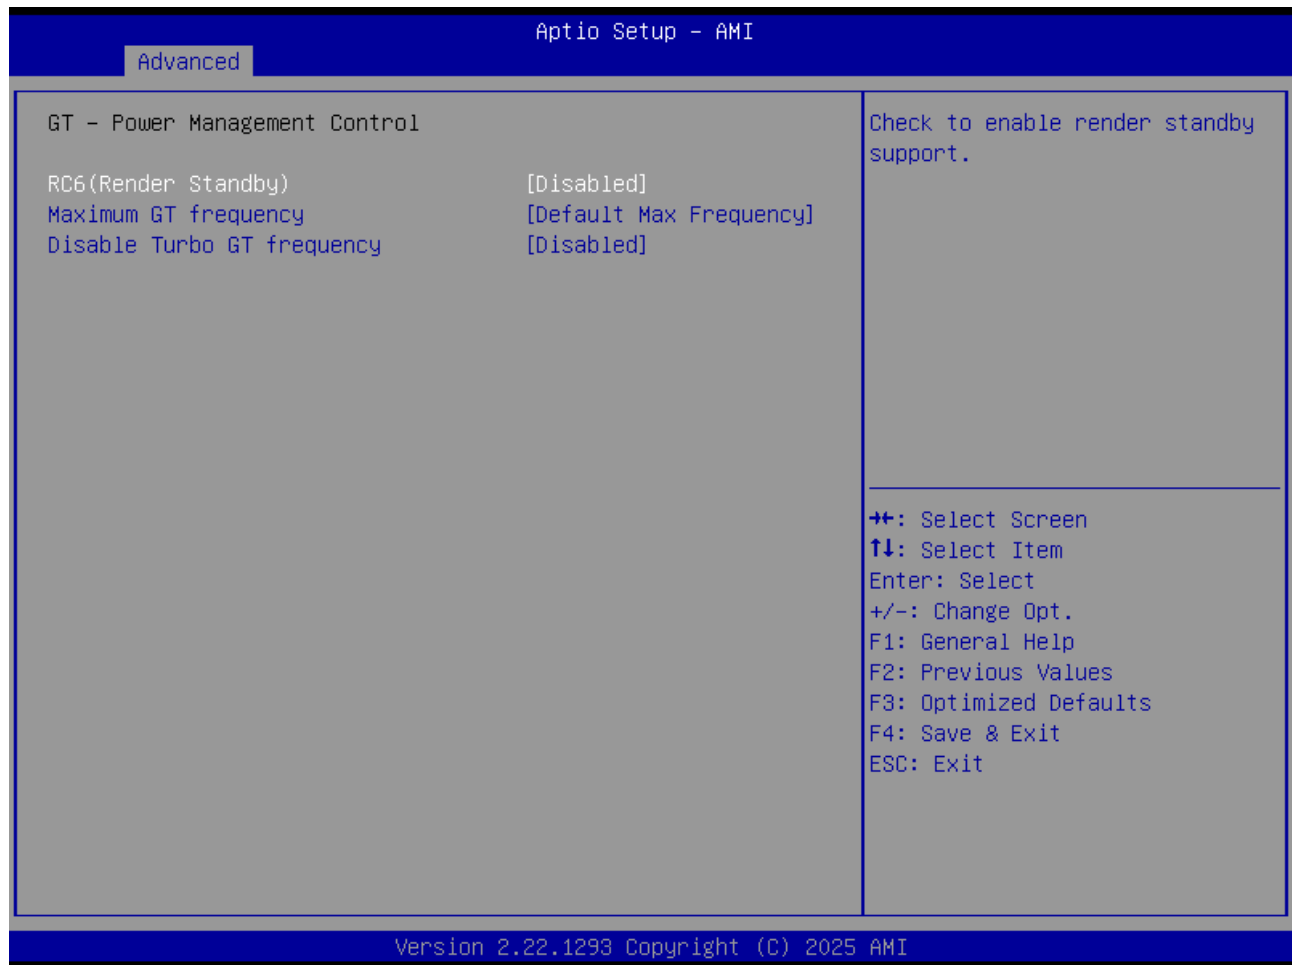 Aptio Setup – AMI
Advanced
GT – Power Management Control
RC6(Render Standby) [Disabled]
Maximum GT frequency [Default Max Frequency]
Disable Turbo GT frequency [Disabled]
Check to enable render standby
support.
→←: Select Screen
↑↓: Select Item
Enter: Select
+/-: Change Opt.
F1: General Help
F2: Previous Values
F3: Optimized Defaults
F4: Save & Exit
ESC: Exit
Version 2.22.1293 Copyright (C) 2025 AMI